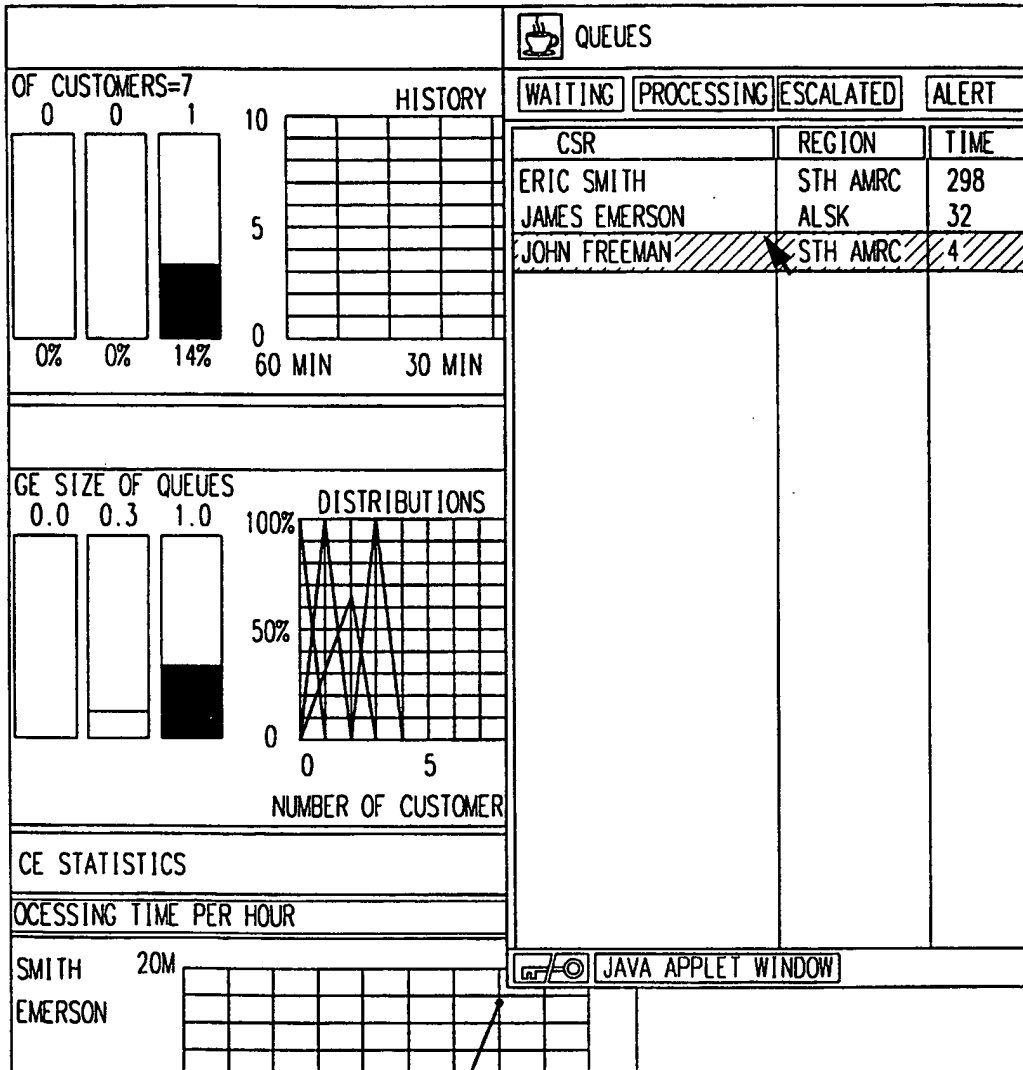 OF CUSTOMERS=7
0 0 1
0% 0% 14%
HISTORY
10
5
0
60 MIN 30 MIN
GE SIZE OF QUEUES
0.0 0.3 1.0
DISTRIBUTIONS
100%
50%
0
0 5
NUMBER OF CUSTOMER
CE STATISTICS
OCESSING TIME PER HOUR
SMITH
EMERSON
20M
QUEUES
WAITING PROCESSING ESCALATED ALERT
CSR REGION TIME
ERIC SMITH STH AMRC 298
JAMES EMERSON ALSK 32
JOHN FREEMAN STH AMRC 4
JAVA APPLET WINDOW